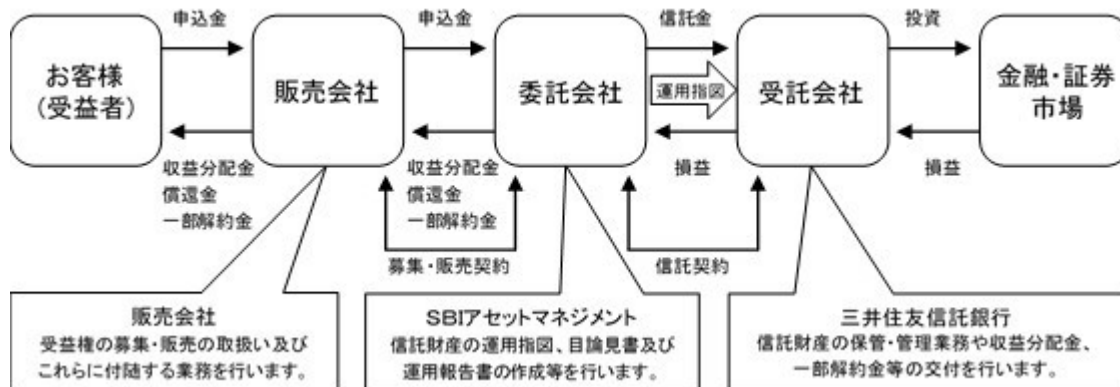 申込金
申込金
信託金
投資
お客様
(受益者)
販売会社
委託会社
運用指図
受託会社
金融・証券
市場
収益分配金
償還金
一部解約金
収益分配金
償還金
一部解約金
損益
損益
募集・販売契約
信託契約
販売会社
受益権の募集・販売の取扱い及び
これらに付随する業務を行います。
SBIアセットマネジメント
信託財産の運用指図、目論見書及び
運用報告書の作成等を行います。
三井住友信託銀行
信託財産の保管・管理業務や収益分配金、
一部解約金等の交付を行います。